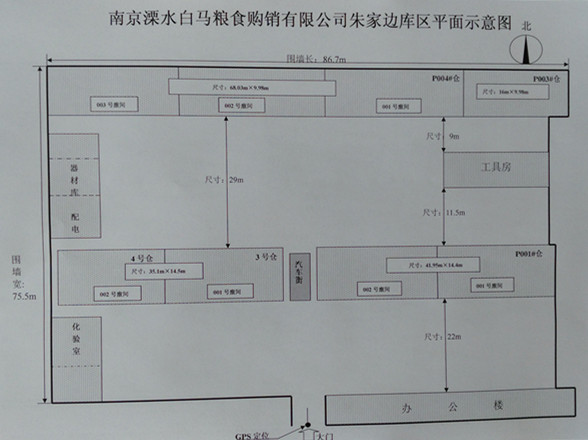 南京溧水白马粮食购销有限公司朱家边库区平面示意图
北
围墙长：86.7m
P004#仓
P003#仓
尺寸：68.03m×9.98m
尺寸：16m×9.98m
003 号廒间
002 号廒间
001 号廒间
尺寸：9m
器材库
工具房
尺寸：29m
配电
尺寸：11.5m
围墙宽：75.5m
4 号仓
3 号仓
汽车衡
P001#仓
尺寸：35.1m×14.5m
尺寸：41.95m×14.4m
002 号廒间
001 号廒间
002 号廒间
001 号廒间
化验室
尺寸：22m
办公楼
GPS 定位
大门